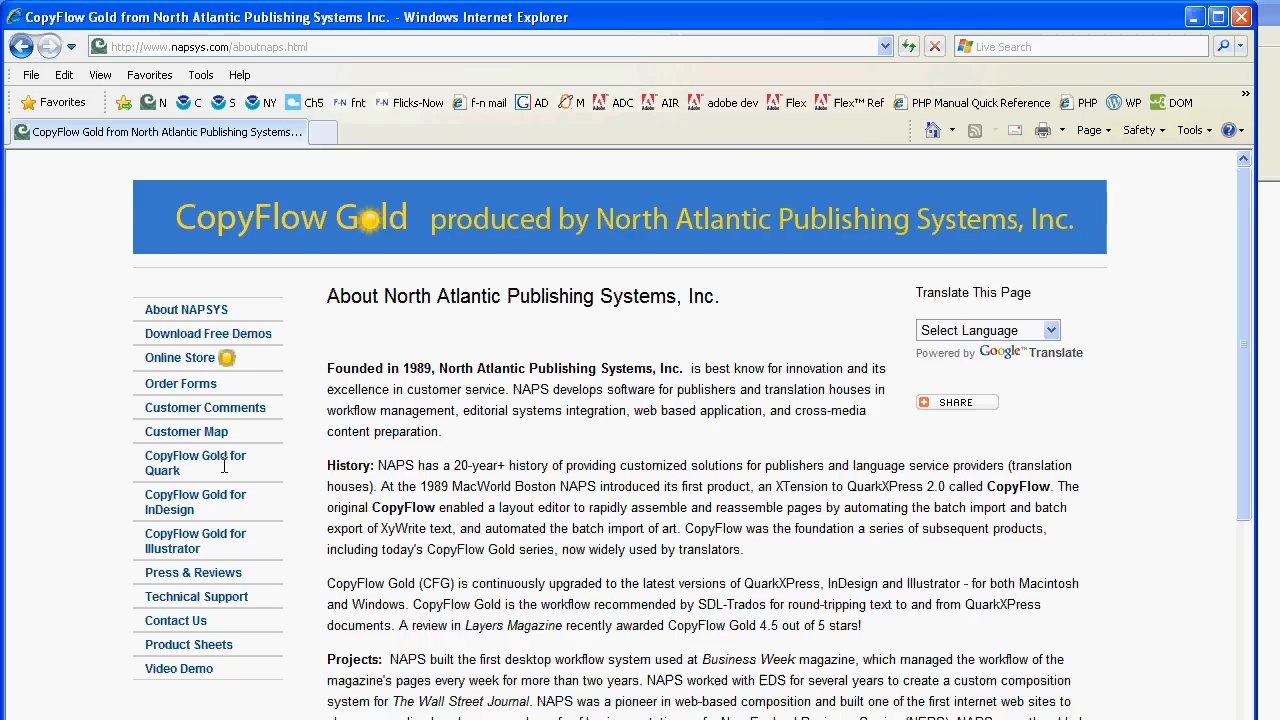 CopyFlow Gold from North Atlantic Publishing Systems Inc. - Windows Internet Explorer
http://www.napsys.com/aboutnaps.html
Live Search
File Edit View Favorites Tools Help
Favorites N C S NY Ch5 fnt Flicks-Nov f-n mail AD M ADC AIR adobe dev Flex Flex™ Ref PHP Manual Quick Reference PHP WP DOM
CopyFlow Gold from North Atlantic Publishing Systems...
Page Safety Tools
CopyFlow Gold produced by North Atlantic Publishing Systems, Inc.
About NAPSYS
Download Free Demos
Online Store
Order Forms
Customer Comments
Customer Map
CopyFlow Gold for
Quark
CopyFlow Gold for
InDesign
CopyFlow Gold for
Illustrator
Press & Reviews
Technical Support
Contact Us
Product Sheets
Video Demo
About North Atlantic Publishing Systems, Inc.
Founded in 1989, North Atlantic Publishing Systems, Inc. is best know for innovation and its
excellence in customer service. NAPS develops software for publishers and translation houses in
workflow management, editorial systems integration, web based application, and cross-media
content preparation.
History: NAPS has a 20-year+ history of providing customized solutions for publishers and language service providers (translation
houses). At the 1989 MacWorld Boston NAPS introduced its first product, an XTension to QuarkXPress 2.0 called CopyFlow. The
original CopyFlow enabled a layout editor to rapidly assemble and reassemble pages by automating the batch import and batch
export of XyWrite text, and automated the batch import of art. CopyFlow was the foundation a series of subsequent products,
including today's CopyFlow Gold series, now widely used by translators.
CopyFlow Gold (CFG) is continuously upgraded to the latest versions of QuarkXPress, InDesign and Illustrator - for both Macintosh
and Windows. CopyFlow Gold is the workflow recommended by SDL-Trados for round-tripping text to and from QuarkXPress
documents. A review in Layers Magazine recently awarded CopyFlow Gold 4.5 out of 5 stars!
Projects: NAPS built the first desktop workflow system used at Business Week magazine, which managed the workflow of the
magazine's pages every week for more than two years. NAPS worked with EDS for several years to create a custom composition
system for The Wall Street Journal. NAPS was a pioneer in web-based composition and built one of the first internet web sites to
Translate This Page
Select Language
Powered by Google™ Translate
SHARE